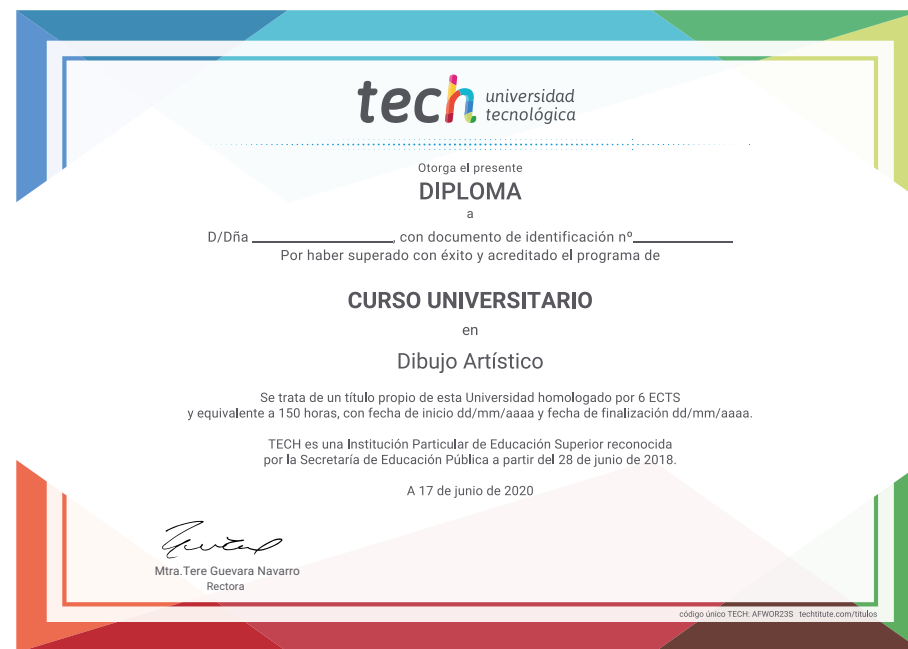 tech universidad
tecnológica
Otorga el presente
DIPLOMA
a
D/Dña ____________________, con documento de identificación nº______________
Por haber superado con éxito y acreditado el programa de
CURSO UNIVERSITARIO
en
Dibujo Artístico
Se trata de un título propio de esta Universidad homologado por 6 ECTS
y equivalente a 150 horas, con fecha de inicio dd/mm/aaaa y fecha de finalización dd/mm/aaaa.
TECH es una Institución Particular de Educación Superior reconocida
por la Secretaría de Educación Pública a partir del 28 de junio de 2018.
A 17 de junio de 2020
Mtra.Tere Guevara Navarro
Rectora
código único TECH: AFWOR23S techtitute.com/titulos